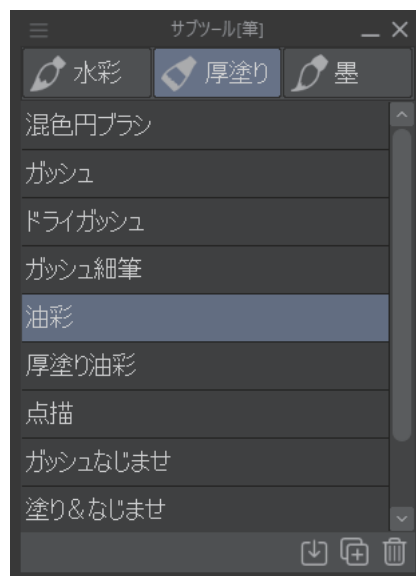 サブツール[筆]
水彩 厚塗り 墨
混色円ブラシ
ガッシュ
ドライガッシュ
ガッシュ細筆
油彩
厚塗り油彩
点描
ガッシュなじませ
塗り&なじませ